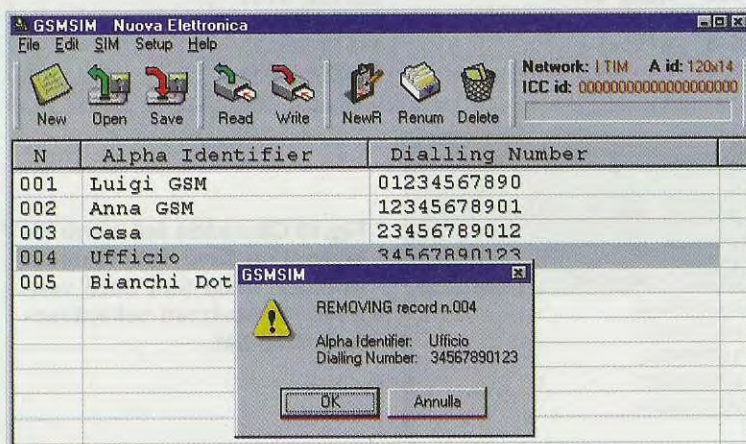 GSMSIM Nuova Elettronica
File Edit SIM Setup Help
New Open Save Read Write NewR Renum Delete
Network: I TIM A id: 120x14
ICC id: 00000000000000000000
N Alpha Identifier Dialling Number
001 Luigi GSM 01234567890
002 Anna GSM 12345678901
003 Casa 23456789012
004 Ufficio 34567890123
005 Bianchi Dot
GSMSIM
REMOVING record n.004
Alpha Identifier: Ufficio
Dialling Number: 34567890123
OK Annulla